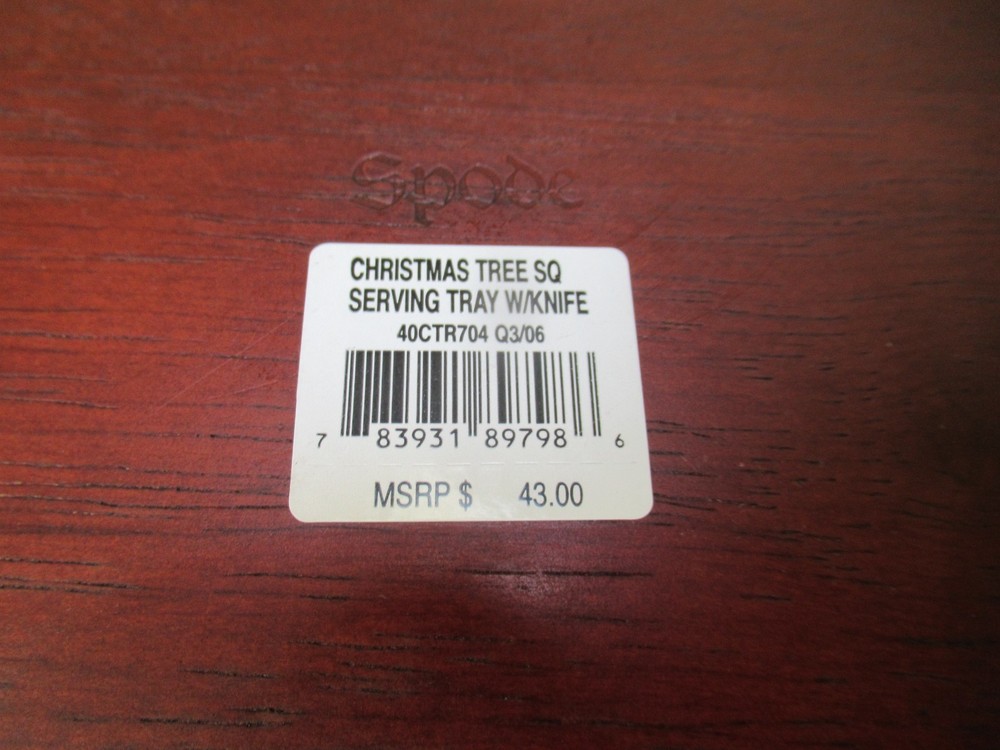 Spode
CHRISTMAS TREE SQ
SERVING TRAY W/KNIFE
40CTR704 Q3/06
7 83931 89798 6
MSRP $ 43.00